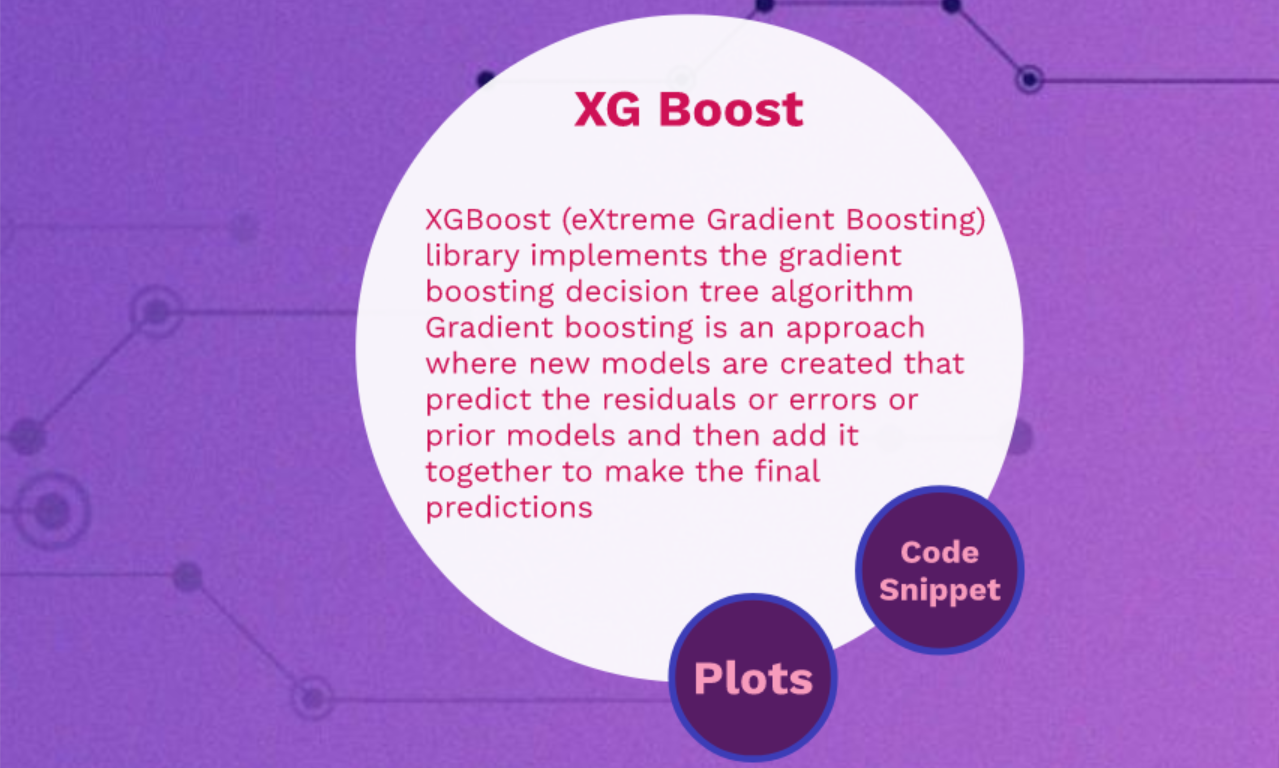 XG Boost
XGBoost (eXtreme Gradient Boosting)
library implements the gradient
boosting decision tree algorithm
Gradient boosting is an approach
where new models are created that
predict the residuals or errors or
prior models and then add it
together to make the final
predictions
Code
Snippet
Plots